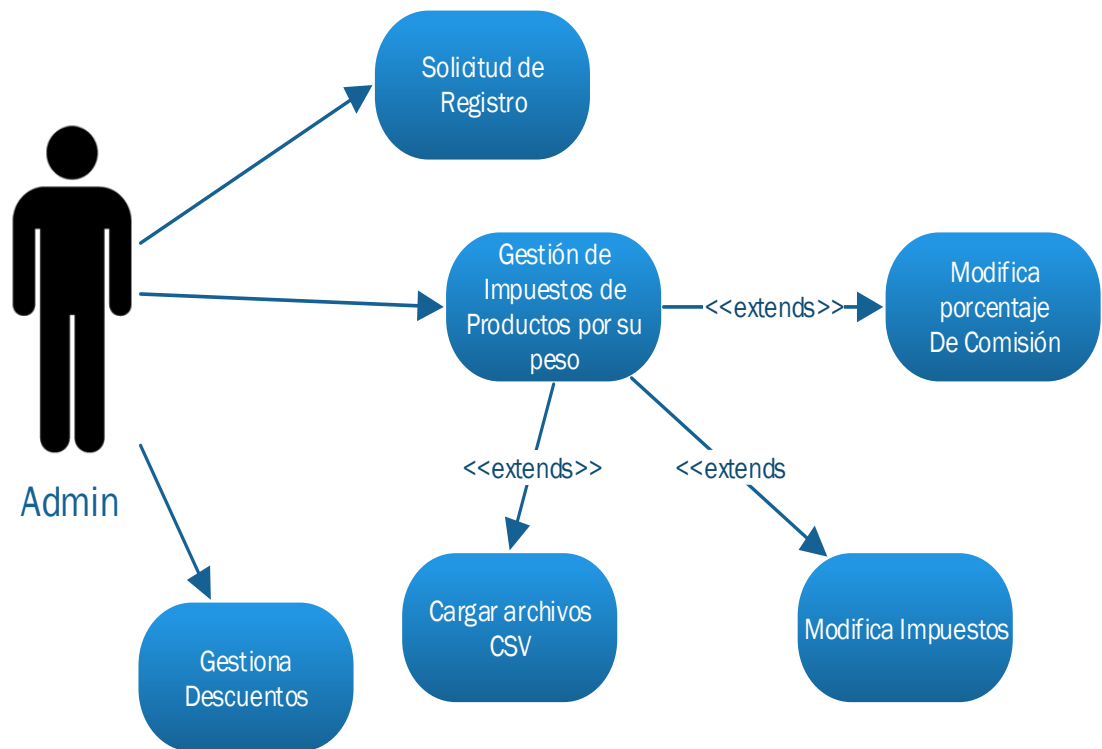 Solicitud de
Registro
Gestión de
Impuestos de
Productos por su
peso
<<extends>>
Modifica
porcentaje
De Comisión
<<extends>>
<<extends
Admin
Cargar archivos
CSV
Modifica Impuestos
Gestiona
Descuentos